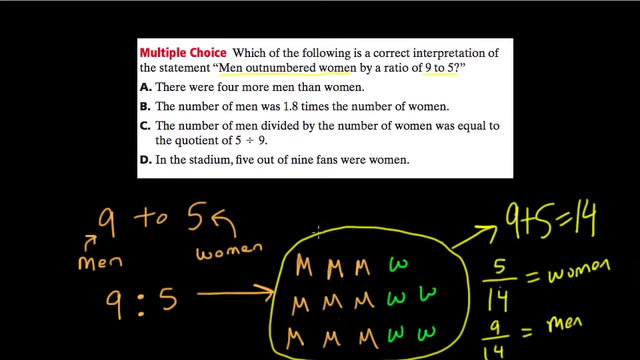 Multiple Choice Which of the following is a correct interpretation of
the statement "Men outnumbered women by a ratio of 9 to 5?"
A. There were four more men than women.
B. The number of men was 1.8 times the number of women.
C. The number of men divided by the number of women was equal to
the quotient of 5 ÷ 9.
D. In the stadium, five out of nine fans were women.
9 to 5
Men
women
9 : 5
M M M W
M M M W W
M M M W W
9+5=14
5/14 = women
9/14 = men